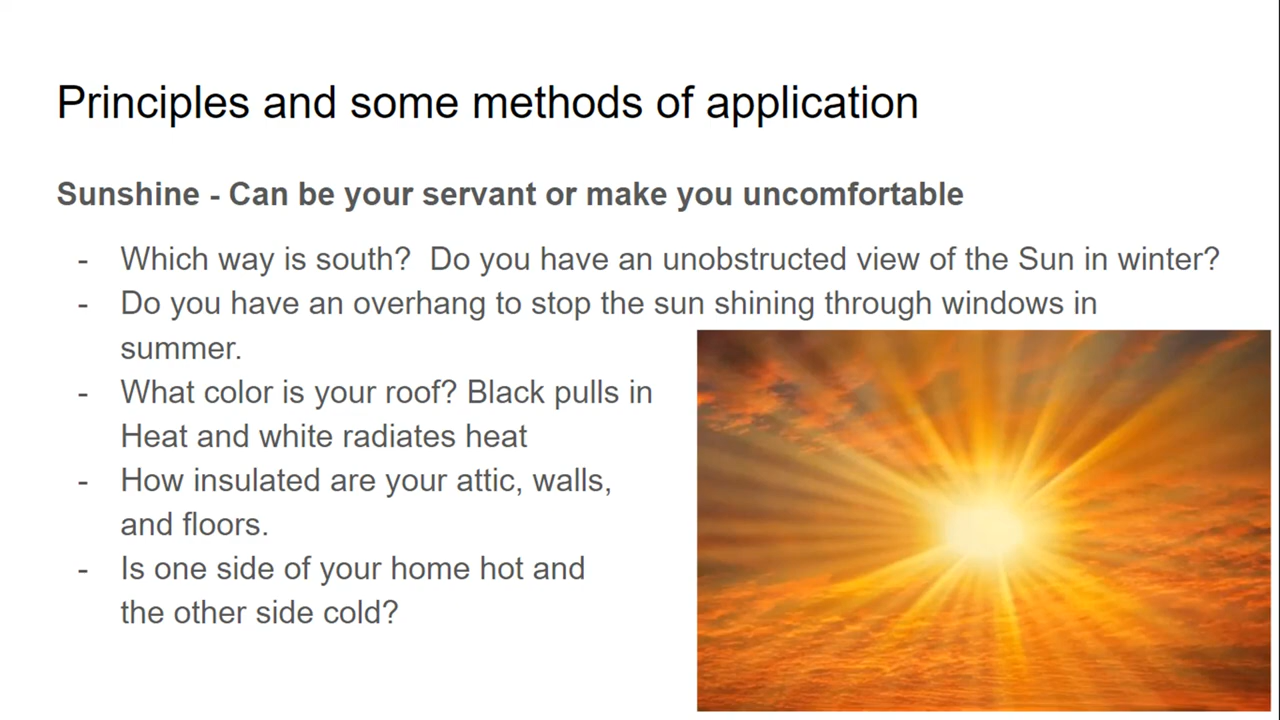 Principles and some methods of application
Sunshine - Can be your servant or make you uncomfortable
- Which way is south?  Do you have an unobstructed view of the Sun in winter?
- Do you have an overhang to stop the sun shining through windows in
summer.
- What color is your roof? Black pulls in
Heat and white radiates heat
- How insulated are your attic, walls,
and floors.
- Is one side of your home hot and
the other side cold?